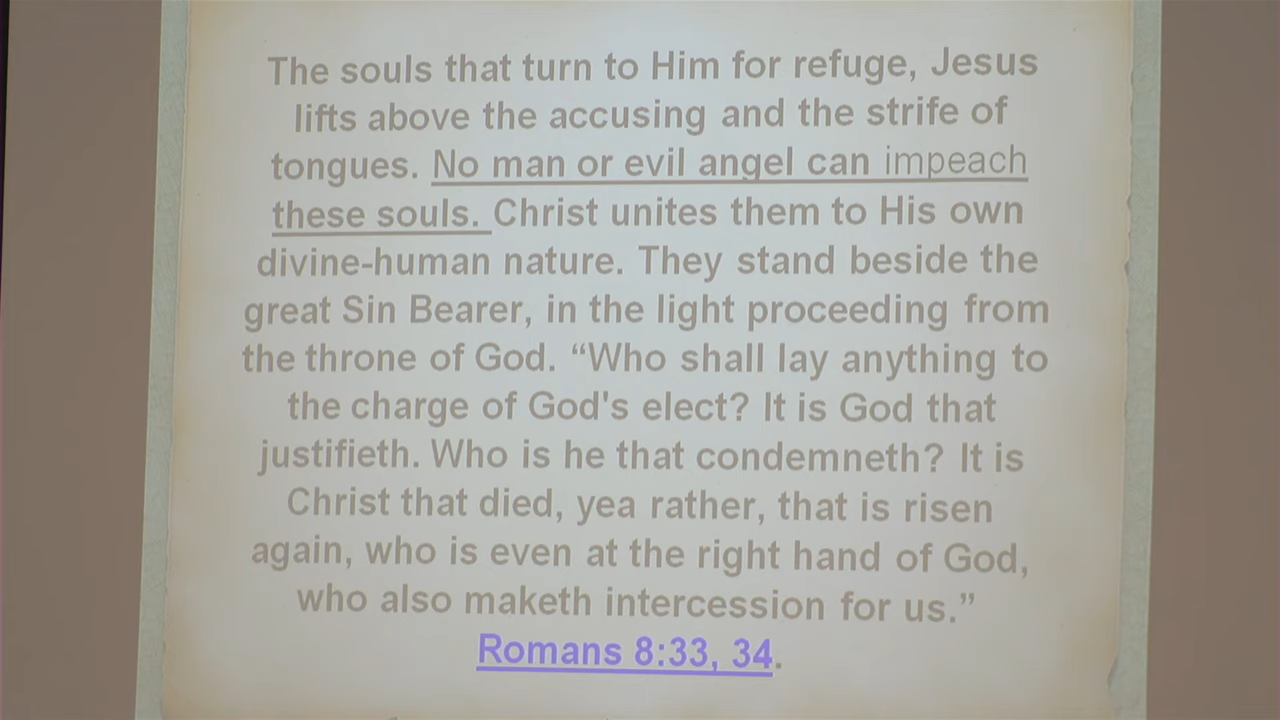 The souls that turn to Him for refuge, Jesus
lifts above the accusing and the strife of
tongues. No man or evil angel can impeach
these souls. Christ unites them to His own
divine-human nature. They stand beside the
great Sin Bearer, in the light proceeding from
the throne of God. “Who shall lay anything to
the charge of God's elect? It is God that
justifieth. Who is he that condemneth? It is
Christ that died, yea rather, that is risen
again, who is even at the right hand of God,
who also maketh intercession for us.”
Romans 8:33, 34.